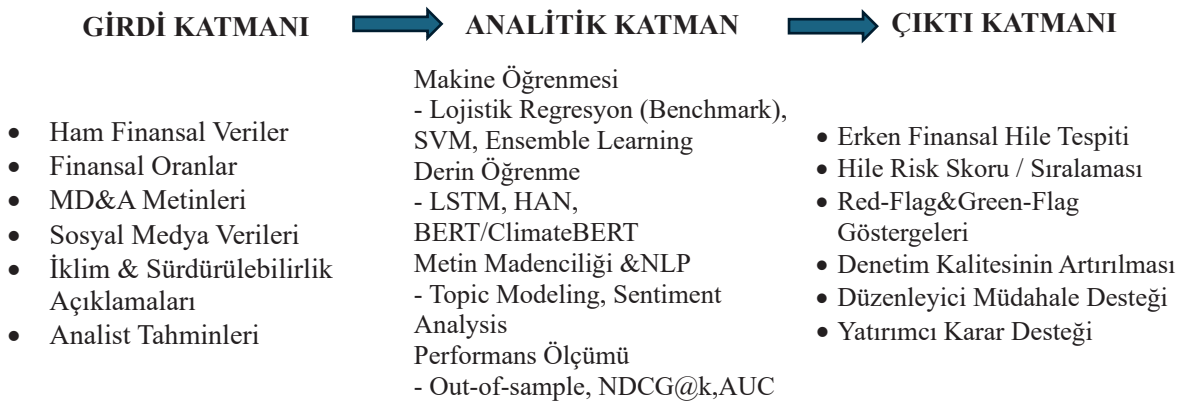 GİRDİ KATMANI
ANALİTİK KATMAN
ÇIKTI KATMANI
• Ham Finansal Veriler
• Finansal Oranlar
• MD&A Metinleri
• Sosyal Medya Verileri
• İklim & Sürdürülebilirlik
Açıklamaları
• Analist Tahminleri
Makine Öğrenmesi
- Lojistik Regresyon (Benchmark),
SVM, Ensemble Learning
Derin Öğrenme
- LSTM, HAN,
BERT/ClimateBERT
Metin Madenciliği &NLP
- Topic Modeling, Sentiment
Analysis
Performans Ölçümü
- Out-of-sample, NDCG@k,AUC
• Erken Finansal Hile Tespiti
• Hile Risk Skoru / Sıralaması
• Red-Flag&Green-Flag
Göstergeleri
• Denetim Kalitesinin Artırılması
• Düzenleyici Müdahale Desteği
• Yatırımcı Karar Desteği